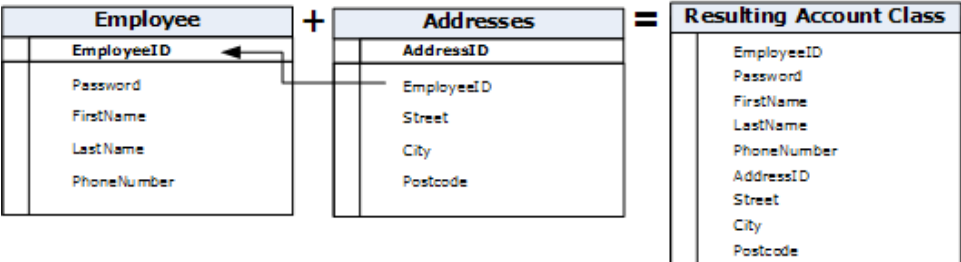 Employee
EmployeeID
Password
FirstName
LastName
PhoneNumber
+
Addresses
AddressID
EmployeeID
Street
City
Postcode
=
Resulting Account Class
EmployeeID
Password
FirstName
LastName
PhoneNumber
AddressID
Street
City
Postcode